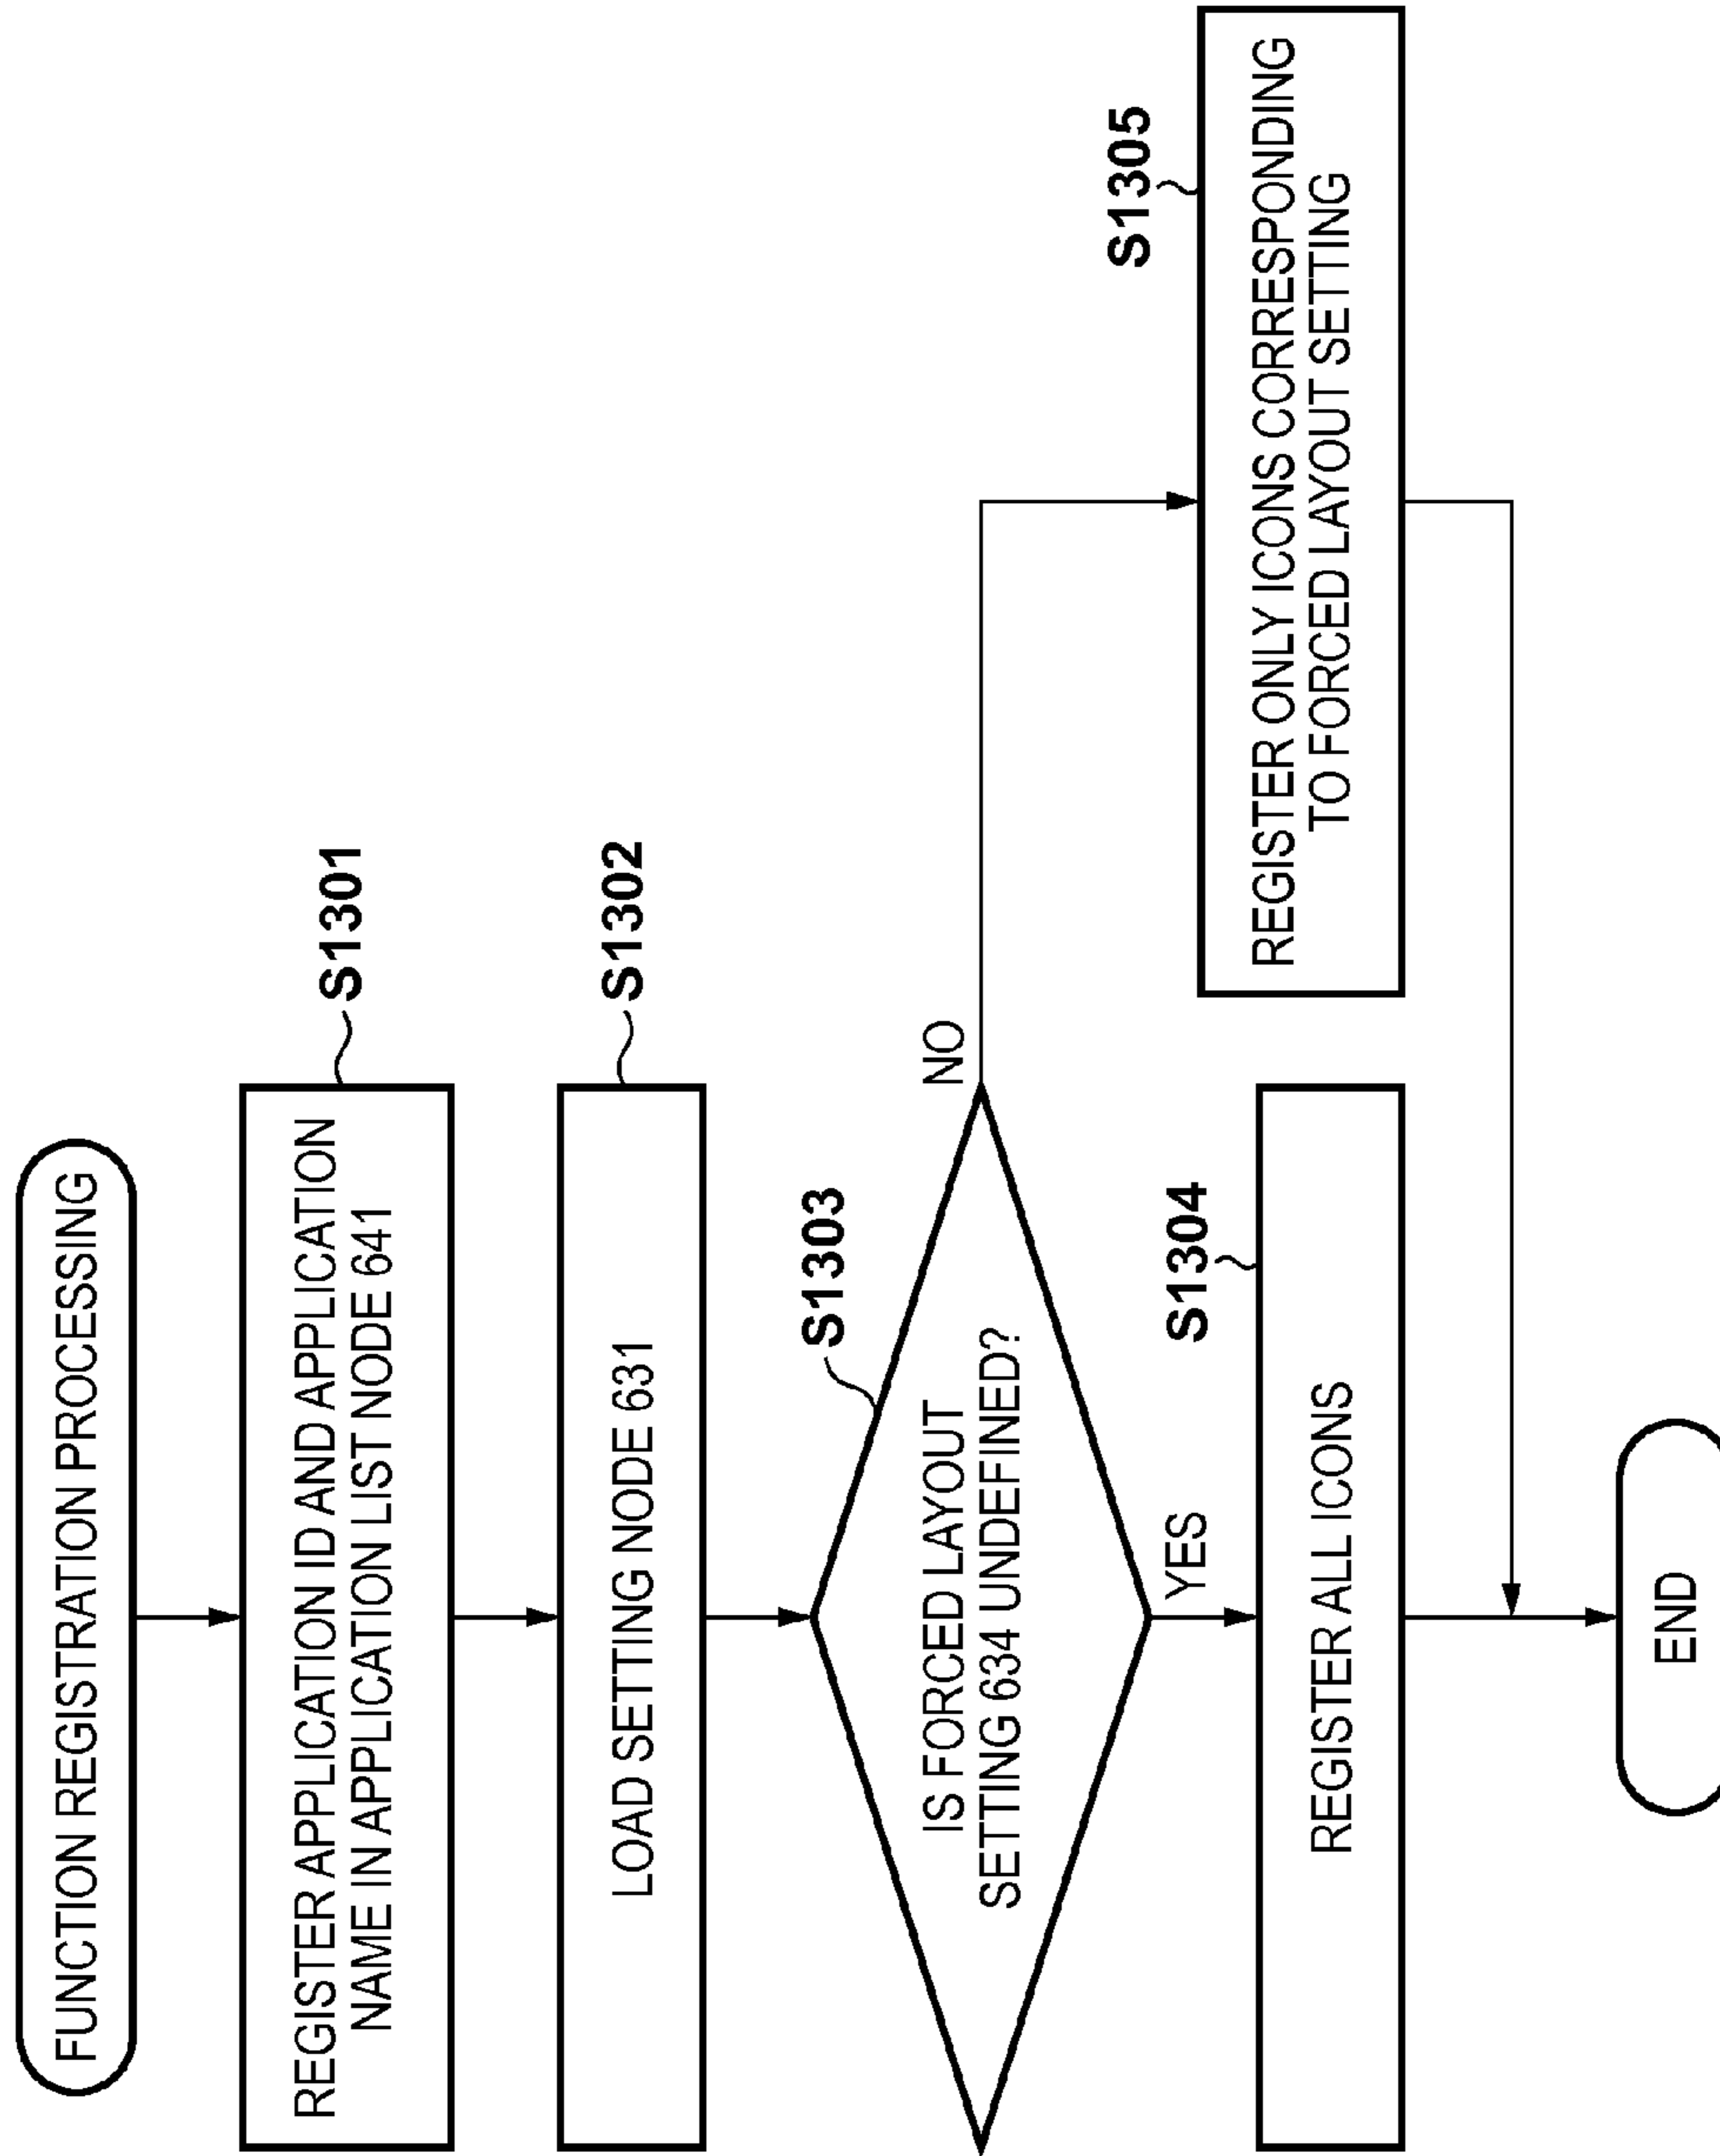 FUNCTION REGISTRATION PROCESSING
S1301
REGISTER APPLICATION ID AND APPLICATION
NAME IN APPLICATION LIST NODE 641
S1302
LOAD SETTING NODE 631
S1303
IS FORCED LAYOUT
SETTING 634 UNDEFINED?
NO
YES
S1304
REGISTER ALL ICONS
S1305
REGISTER ONLY ICONS CORRESPONDING
TO FORCED LAYOUT SETTING
END